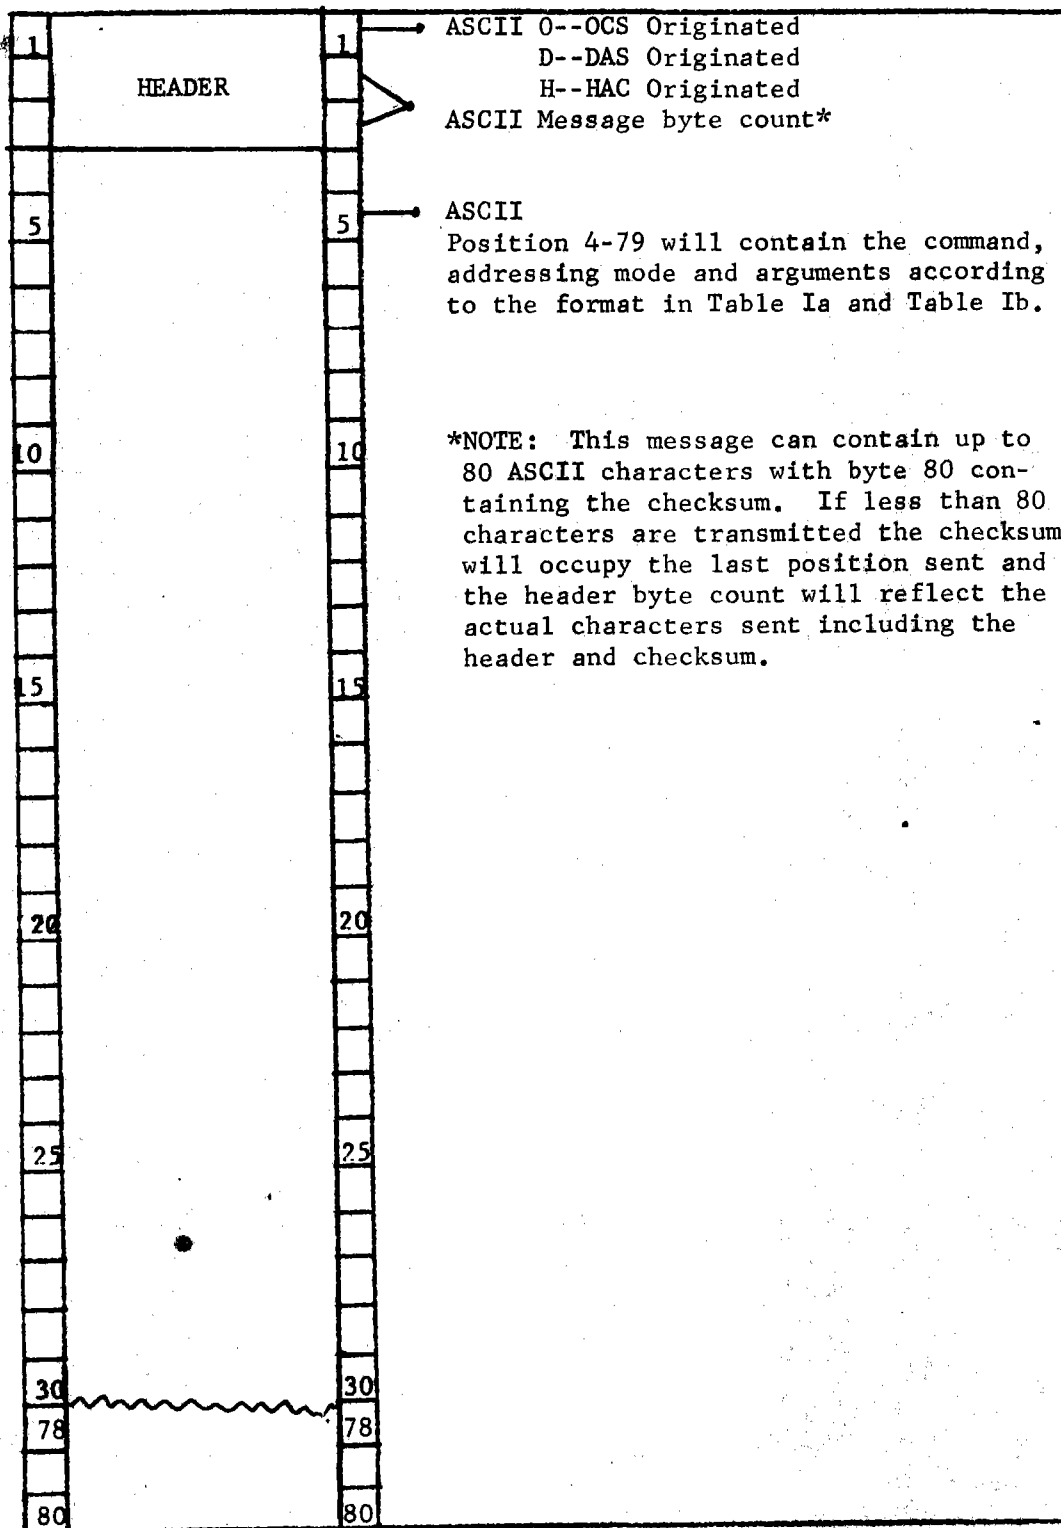 1 1 ASCII O--OCS Originated
D--DAS Originated
HEADER H--HAC Originated
ASCII Message byte count*
5 5 ASCII
Position 4-79 will contain the command,
addressing mode and arguments according
to the format in Table Ia and Table Ib.
10 10 *NOTE: This message can contain up to
80 ASCII characters with byte 80 con-
taining the checksum. If less than 80
characters are transmitted the checksum
will occupy the last position sent and
the header byte count will reflect the
actual characters sent including the
header and checksum.
15 15
20 20
25 25
30 30
78 78
80 80